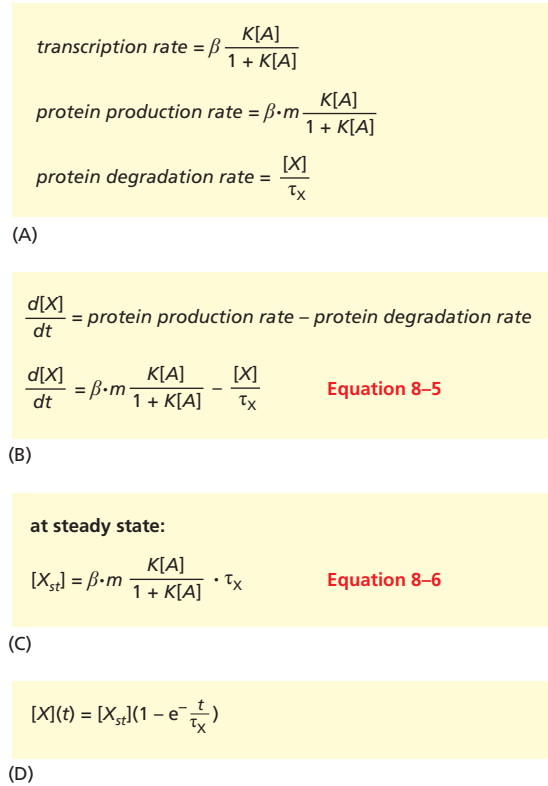 transcription rate = β K[A] / 1 + K[A]
protein production rate = β·m K[A] / 1 + K[A]
protein degradation rate = [X] / τX
(A)
d[X] / dt = protein production rate – protein degradation rate
d[X] / dt = β·m K[A] / 1 + K[A] – [X] / τX Equation 8–5
(B)
at steady state:
[Xst] = β·m K[A] / 1 + K[A] · τX Equation 8–6
(C)
[X](t) = [Xst](1 – e– t / τX)
(D)